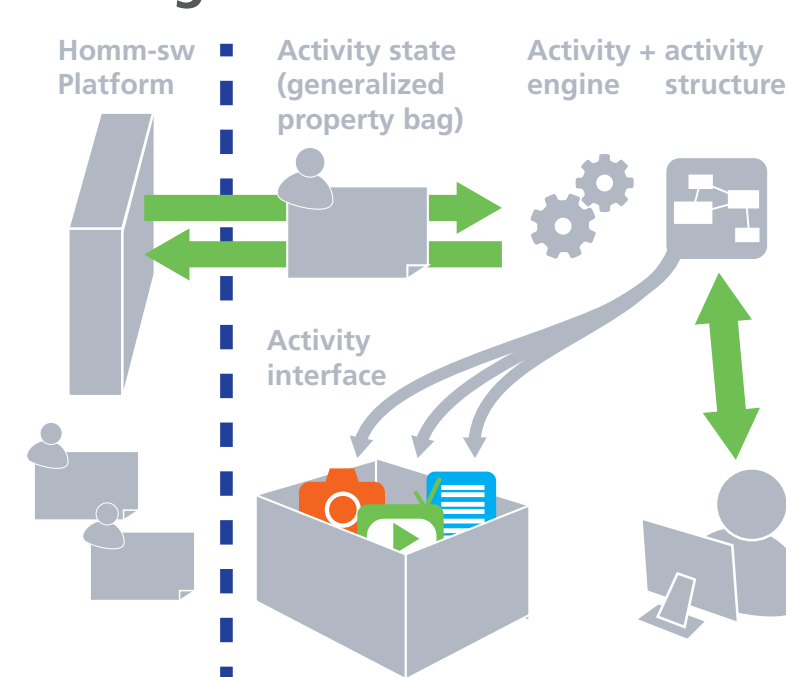 Homm-sw
Platform
Activity state
(generalized
property bag)
Activity + activity
engine structure
Activity
interface